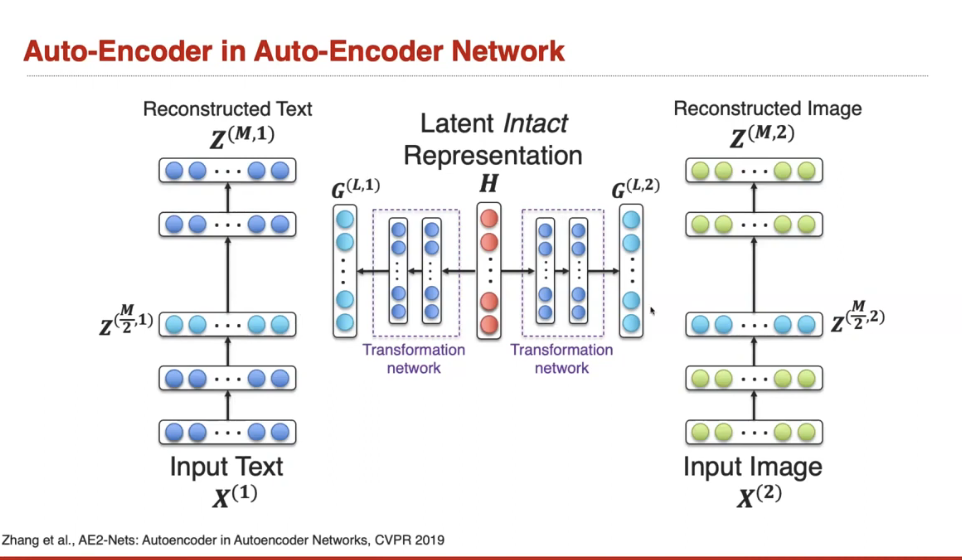 Auto-Encoder in Auto-Encoder Network
Reconstructed Text
Z^(M,1)
Latent Intact
Representation
H
Reconstructed Image
Z^(M,2)
G^(L,1)
G^(L,2)
Z^(M/2,1)
Z^(M/2,2)
Transformation
network
Transformation
network
Input Text
X^(1)
Input Image
X^(2)
Zhang et al., AE2-Nets: Autoencoder in Autoencoder Networks, CVPR 2019